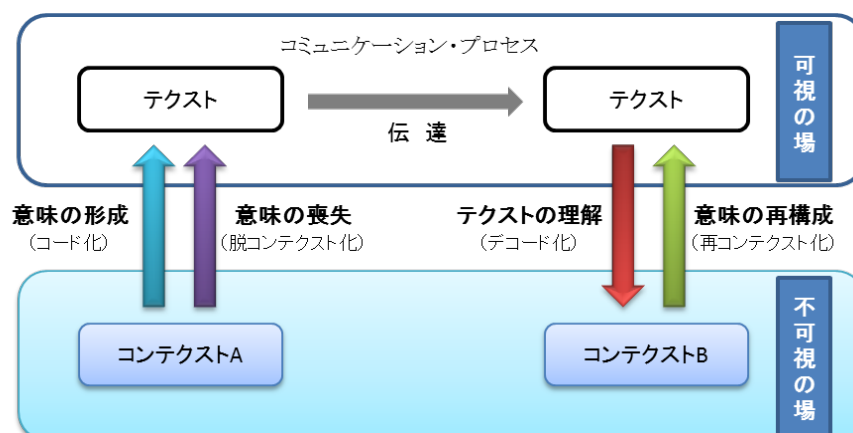 コミュニケーション・プロセス
テクスト
伝 達
テクスト
可視の場
意味の形成
（コード化）
意味の喪失
（脱コンテクスト化）
テクストの理解
（デコード化）
意味の再構成
（再コンテクスト化）
コンテクストA
コンテクストB
不可視の場